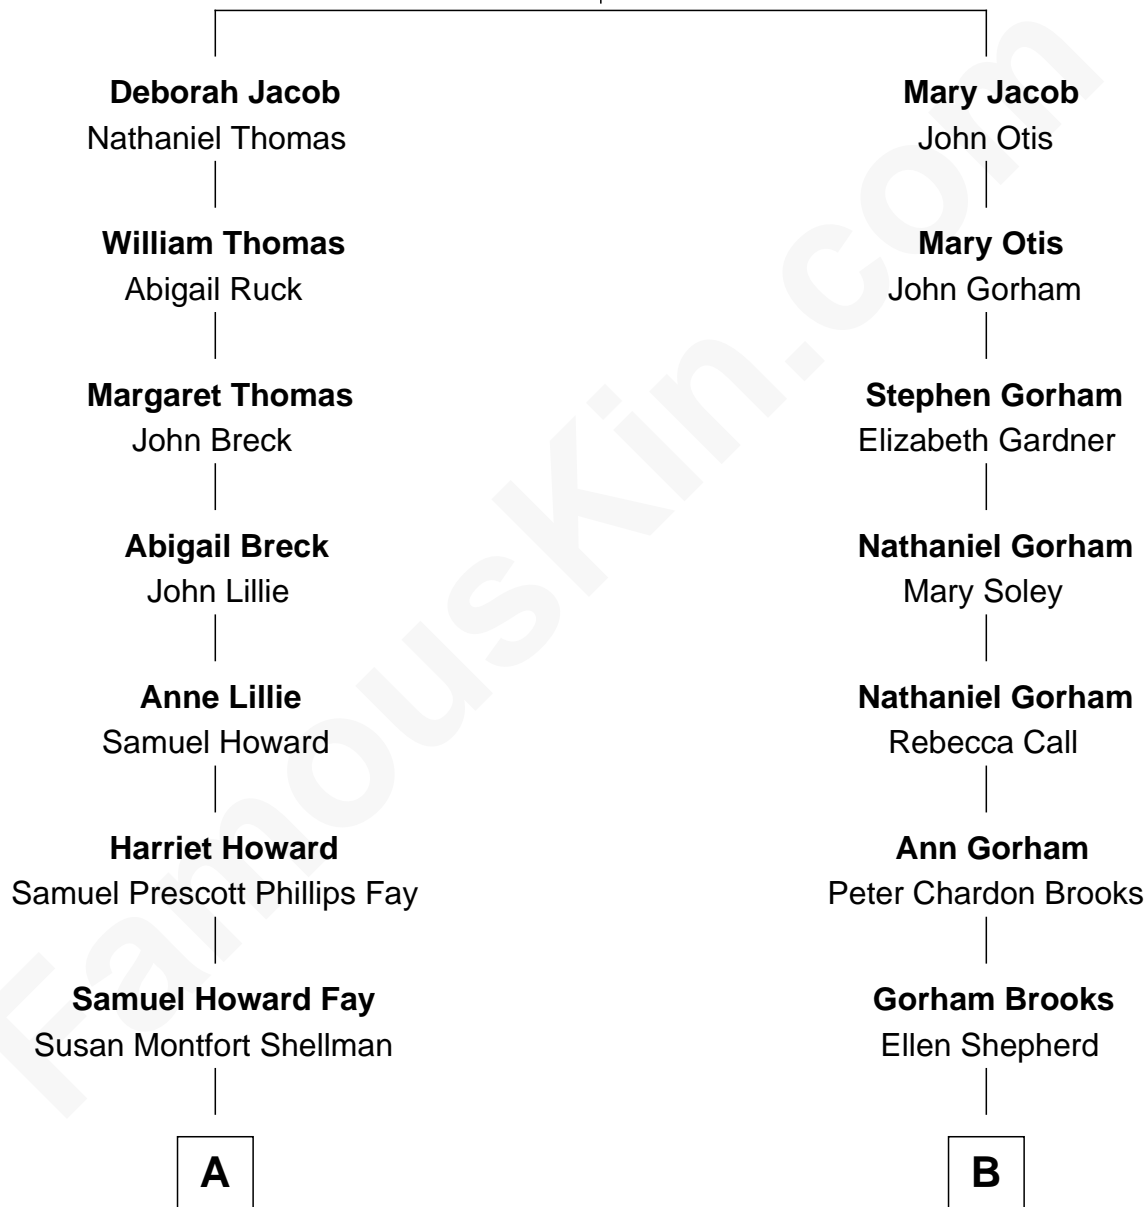 Deborah Jacob
Nathaniel Thomas
William Thomas
Abigail Ruck
Margaret Thomas
John Breck
Abigail Breck
John Lillie
Anne Lillie
Samuel Howard
Harriet Howard
Samuel Prescott Phillips Fay
Samuel Howard Fay
Susan Montfort Shellman
A
Mary Jacob
John Otis
Mary Otis
John Gorham
Stephen Gorham
Elizabeth Gardner
Nathaniel Gorham
Mary Soley
Nathaniel Gorham
Rebecca Call
Ann Gorham
Peter Chardon Brooks
Gorham Brooks
Ellen Shepherd
B
FamousKin.com